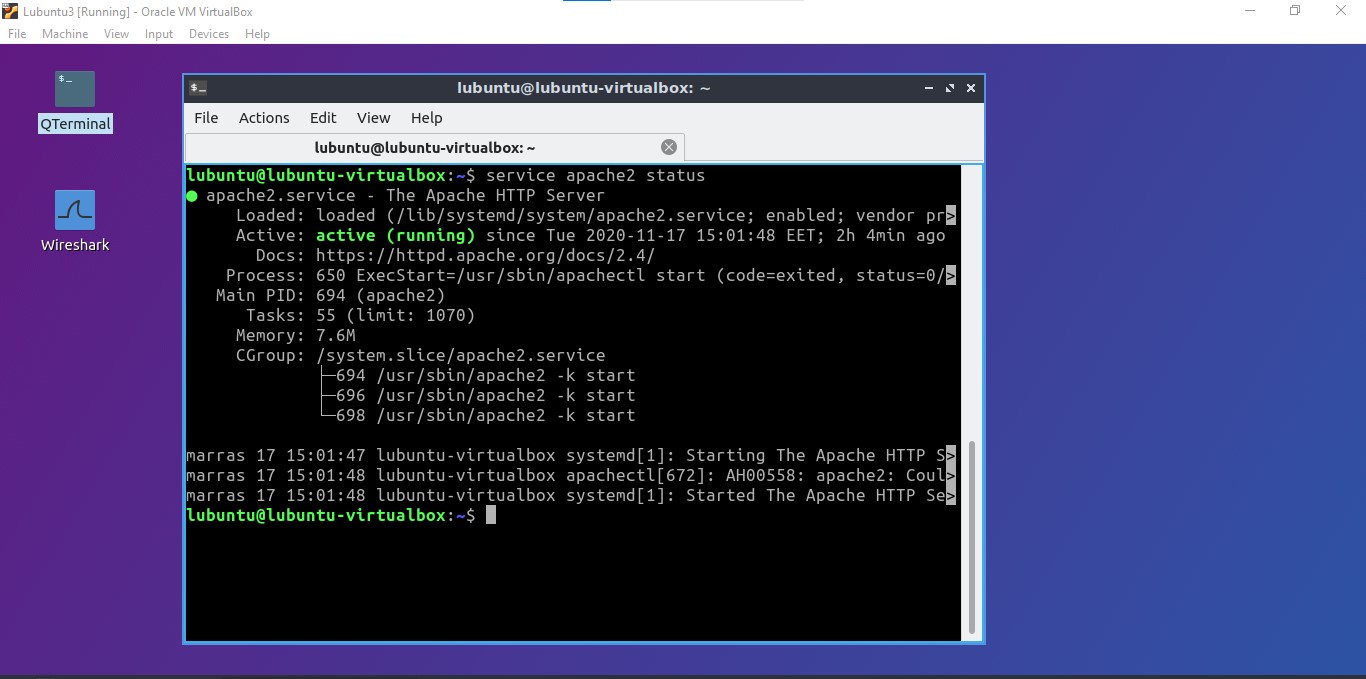 Lubuntu3 [Running] - Oracle VM VirtualBox
File Machine View Input Devices Help
$_
QTerminal
Wireshark
$_ lubuntu@lubuntu-virtualbox: ~
File Actions Edit View Help
lubuntu@lubuntu-virtualbox: ~
lubuntu@lubuntu-virtualbox:~$ service apache2 status
● apache2.service - The Apache HTTP Server
Loaded: loaded (/lib/systemd/system/apache2.service; enabled; vendor pr>
Active: active (running) since Tue 2020-11-17 15:01:48 EET; 2h 4min ago
Docs: https://httpd.apache.org/docs/2.4/
Process: 650 ExecStart=/usr/sbin/apachectl start (code=exited, status=0/>
Main PID: 694 (apache2)
Tasks: 55 (limit: 1070)
Memory: 7.6M
CGroup: /system.slice/apache2.service
├─694 /usr/sbin/apache2 -k start
├─696 /usr/sbin/apache2 -k start
└─698 /usr/sbin/apache2 -k start
marras 17 15:01:47 lubuntu-virtualbox systemd[1]: Starting The Apache HTTP S>
marras 17 15:01:48 lubuntu-virtualbox apachectl[672]: AH00558: apache2: Coul>
marras 17 15:01:48 lubuntu-virtualbox systemd[1]: Started The Apache HTTP Se>
lubuntu@lubuntu-virtualbox:~$